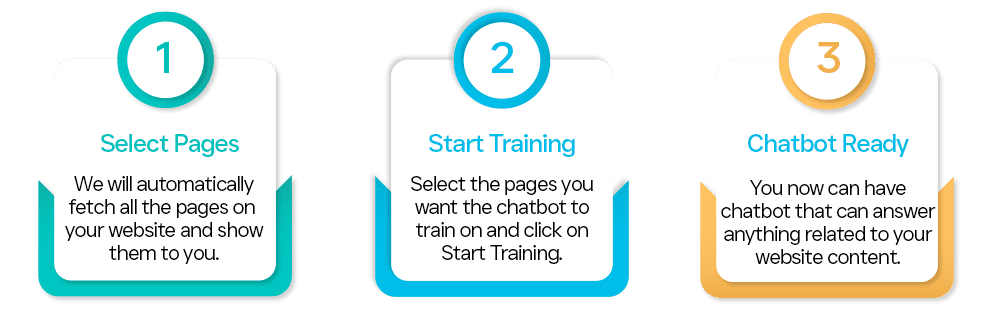 1
Select Pages
We will automatically
fetch all the pages on
your website and show
them to you.
2
Start Training
Select the pages you
want the chatbot to
train on and click on
Start Training.
3
Chatbot Ready
You now can have
chatbot that can answer
anything related to your
website content.